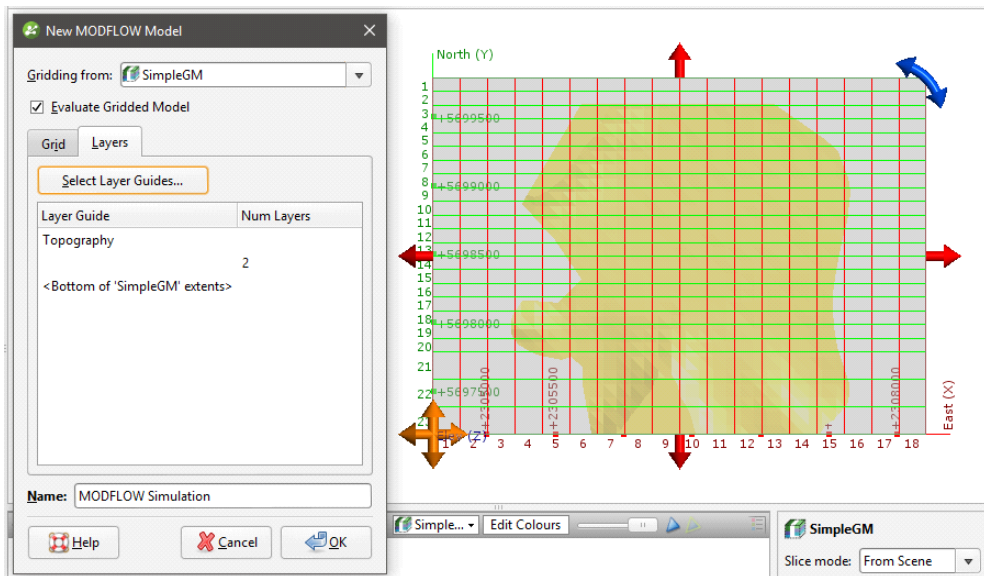 New MODFLOW Model
Gridding from: SimpleGM
Evaluate Gridded Model
Grid Layers
Select Layer Guides...
Layer Guide Num Layers
Topography
2
<Bottom of 'SimpleGM' extents>
Name: MODFLOW Simulation
Help Cancel OK
North (Y)
1
2
3 +5699500
4
5
6
7
8 +5699000
9
10
11
12
13 +5698500
14
15
16
17
18 +5698000
19
20
22 +5697500
+2305000
+2305500
+2308000
East (X)
(Z)
1 2 3 4 5 6 7 8 9 10 11 12 13 14 15 16 17 18
Simple... Edit Colours
SimpleGM
Slice mode: From Scene